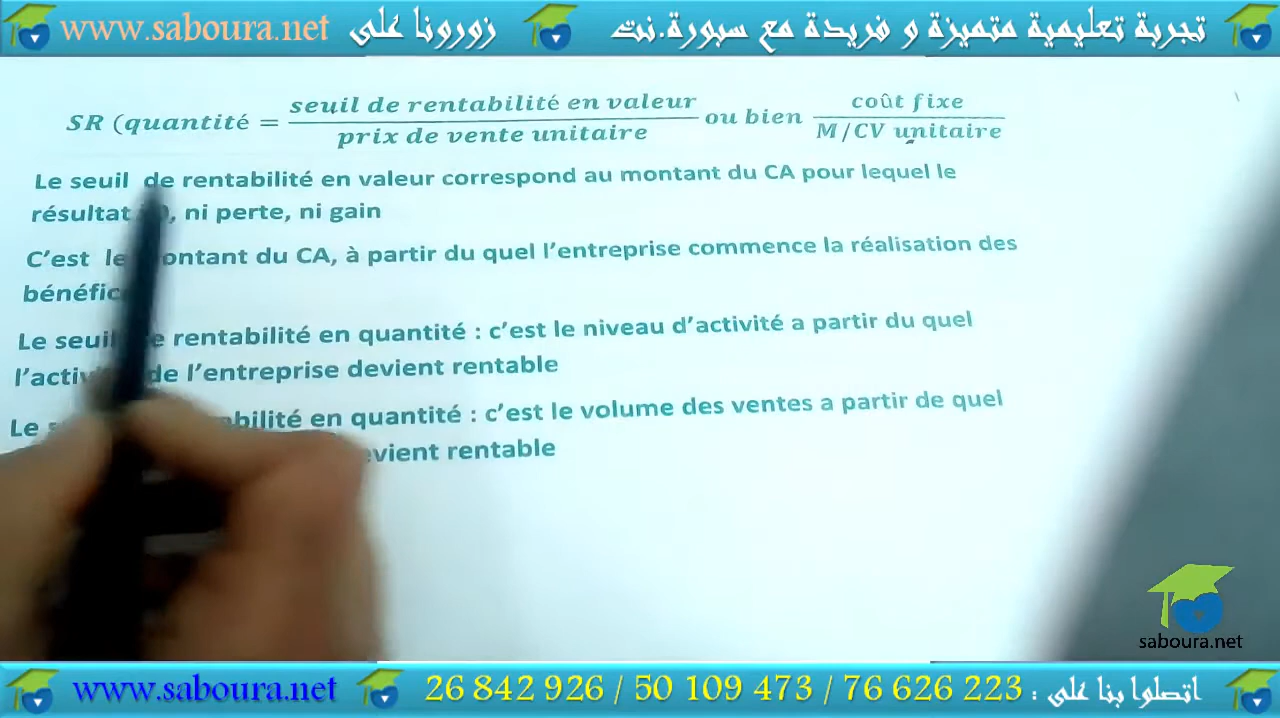 www.saboura.net زورونا على تجربة تعليمية متميزة و فريدة مع سبورة.نت
SR (quantité = seuil de rentabilité en valeur / prix de vente unitaire ou bien coût fixe / M/CV unitaire
Le seuil de rentabilité en valeur correspond au montant du CA pour lequel le
résultat 0, ni perte, ni gain
C'est le montant du CA, à partir du quel l'entreprise commence la réalisation des
Le seuil de rentabilité en quantité : c'est le niveau d'activité a partir du quel
de l'entreprise devient rentable
Le en quantité : c'est le volume des ventes a partir de quel
devient rentable
saboura.net
www.saboura.net 26 842 926 / 50 109 473 / 76 626 223 : اتصلوا بنا على